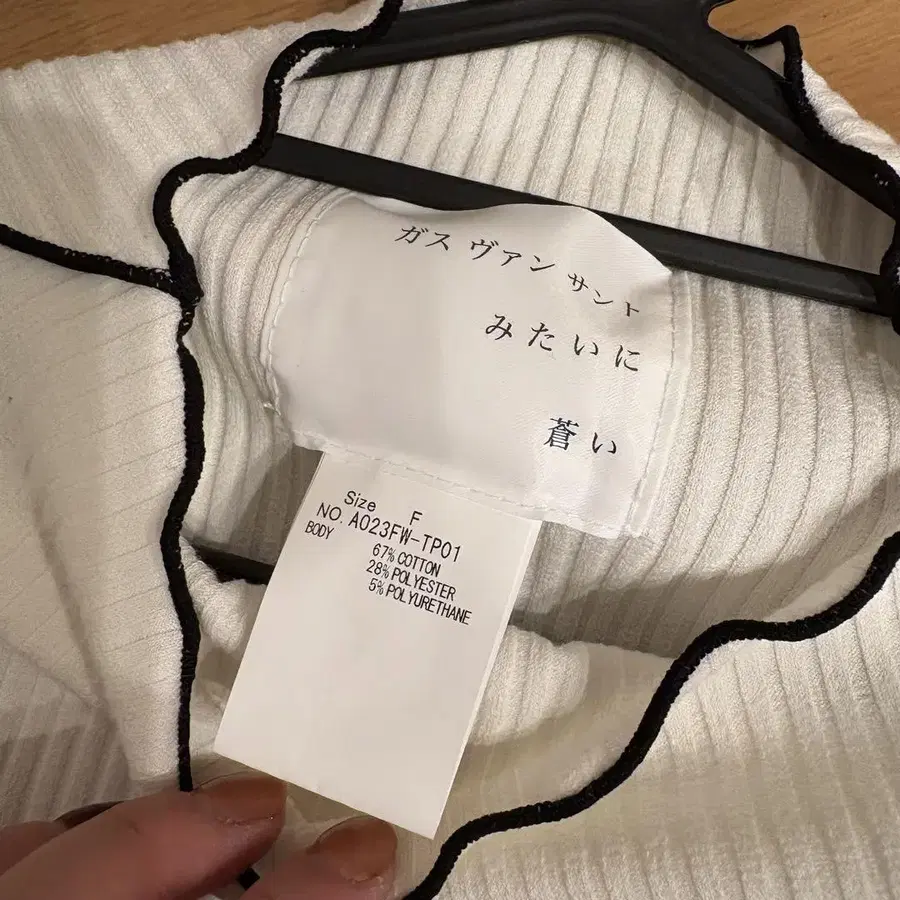 ガス ヴァン サント
みたいに
蒼い
Size F
NO. A023FW-TP01
BODY
67% COTTON
28% POLYESTER
5% POLYURETHANE